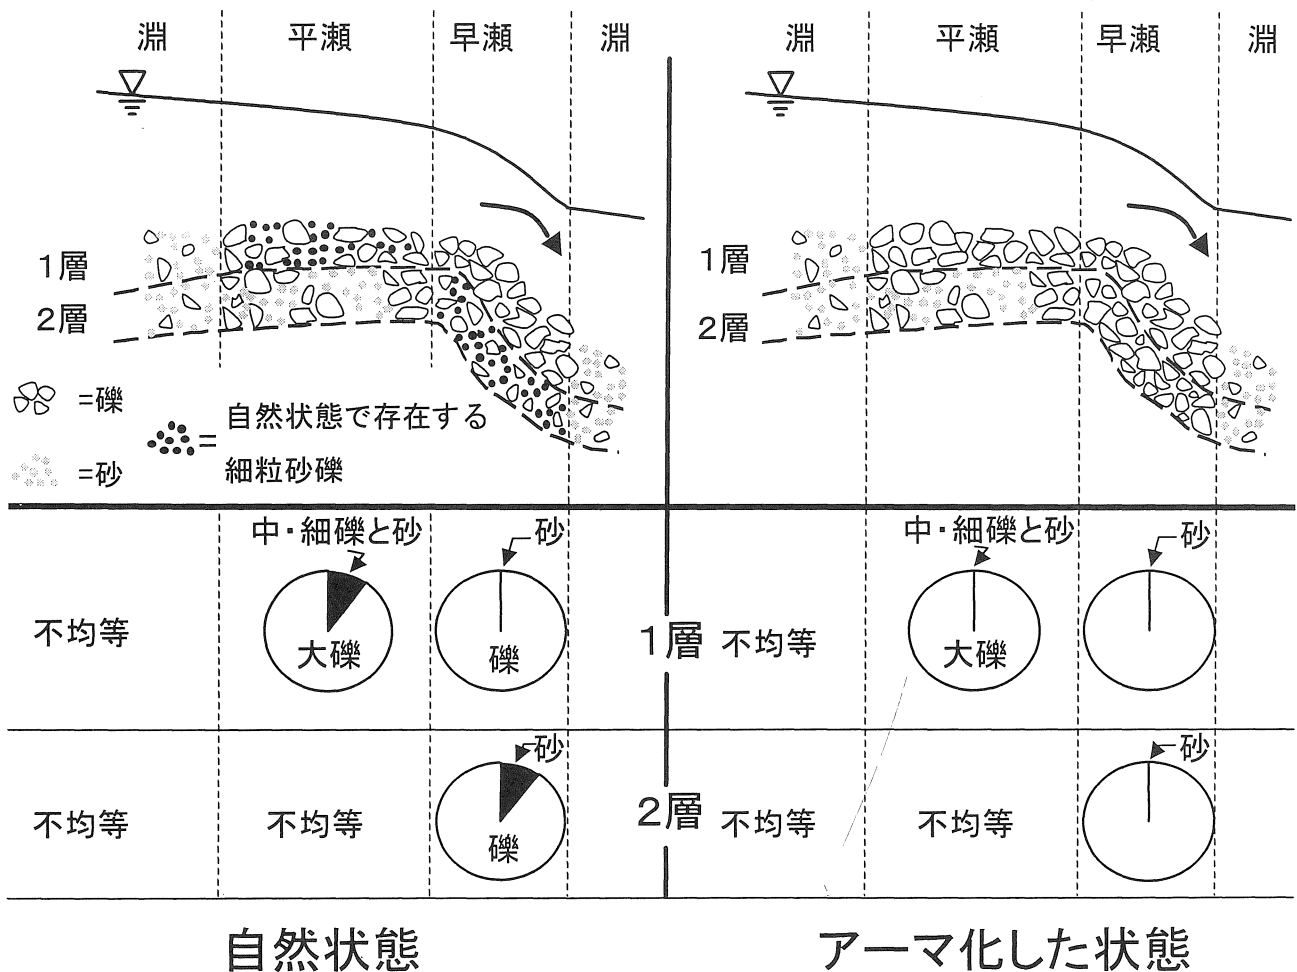 淵 平瀬 早瀬 淵 淵 平瀬 早瀬 淵
1層
2層
1層
2層
=礫
=砂
=
自然状態で存在する
細粒砂礫
中・細礫と砂 砂 中・細礫と砂 砂
不均等 大礫 礫 1層 不均等 大礫
砂 砂
不均等 不均等 礫 2層 不均等 不均等
自然状態 アーマ化した状態